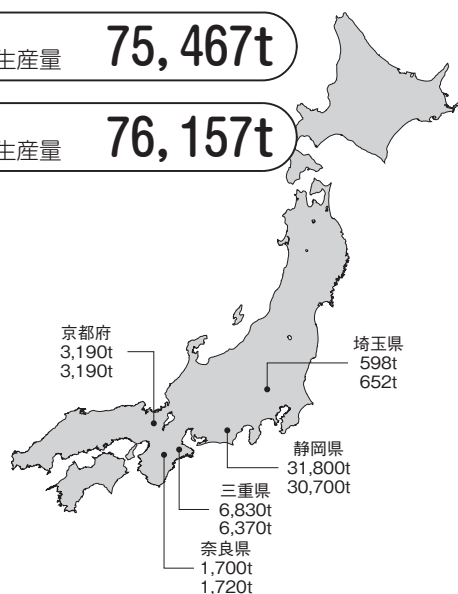 生産量 75,467t
生産量 76,157t
京都府
3,190t
3,190t
埼玉県
598t
652t
静岡県
31,800t
30,700t
三重県
6,830t
6,370t
奈良県
1,700t
1,720t